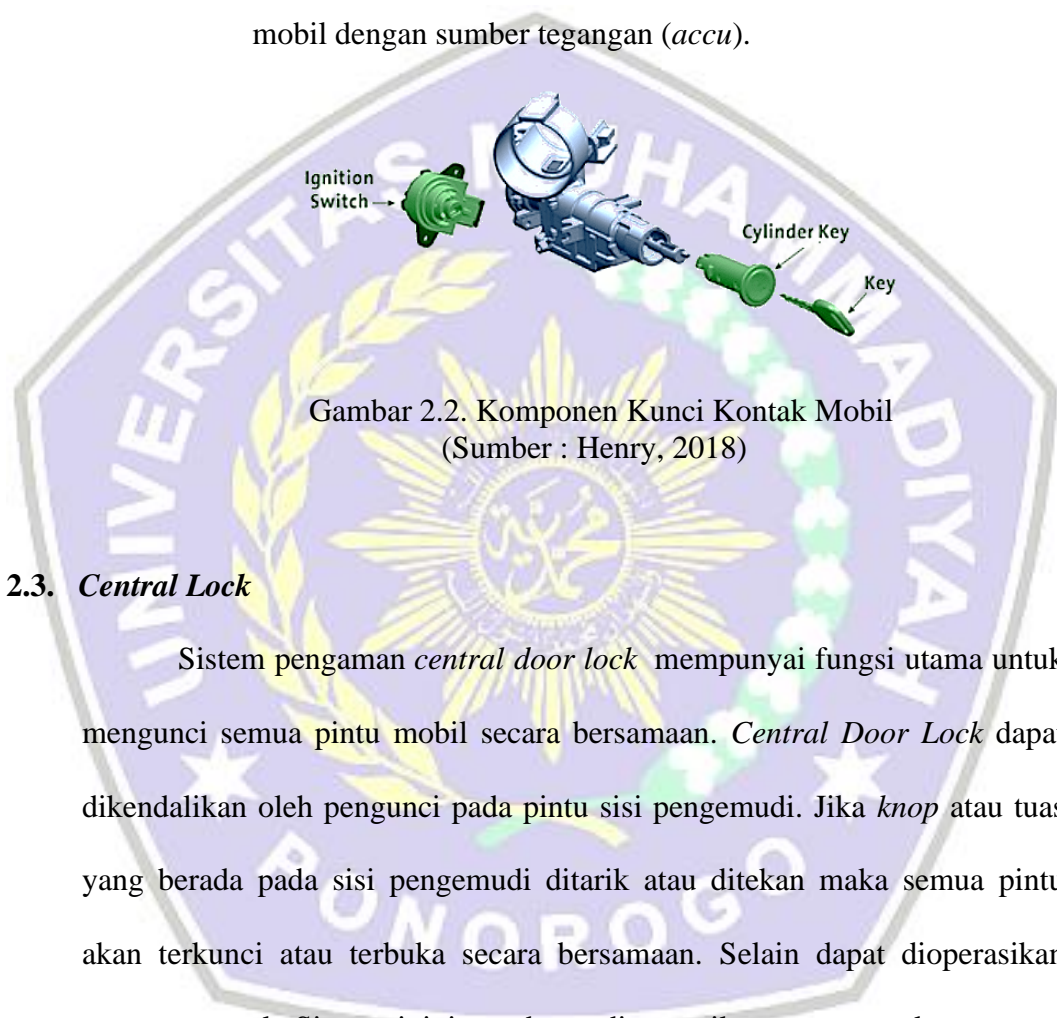 mobil dengan sumber tegangan (accu).
Ignition
Switch
Cylinder Key
Key
Gambar 2.2. Komponen Kunci Kontak Mobil
(Sumber : Henry, 2018)
2.3. Central Lock
Sistem pengaman central door lock mempunyai fungsi utama untuk
mengunci semua pintu mobil secara bersamaan. Central Door Lock dapat
dikendalikan oleh pengunci pada pintu sisi pengemudi. Jika knop atau tuas
yang berada pada sisi pengemudi ditarik atau ditekan maka semua pintu
akan terkunci atau terbuka secara bersamaan. Selain dapat dioperasikan
UNIVERSITAS MUHAMMADIYAH
PONOROGO